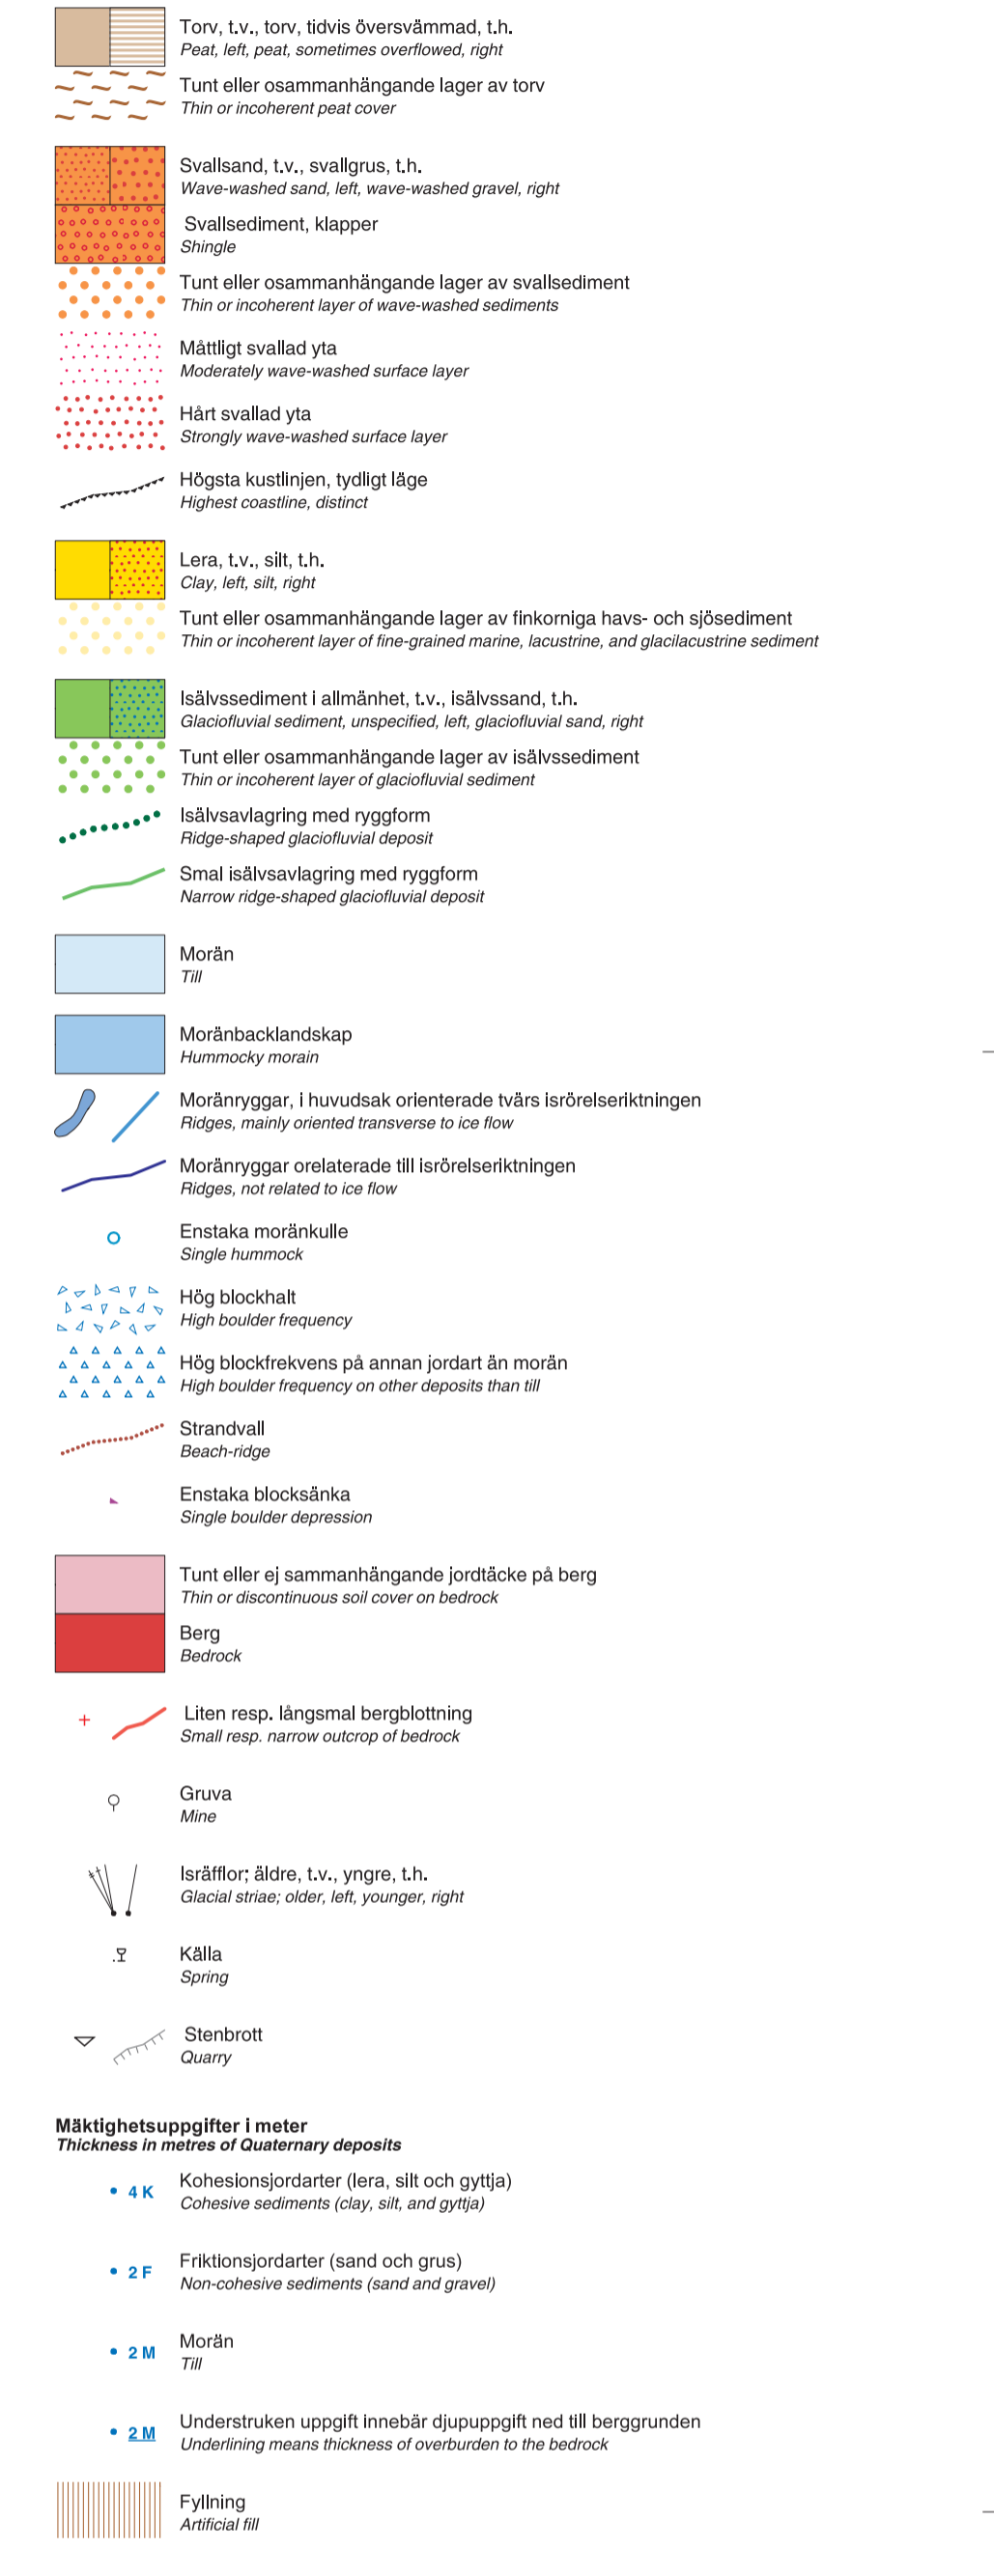 Torv, t.v., torv, tidvis översvämmad, t.h.
Peat, left, peat, sometimes overflowed, right
Tunt eller osammanhängande lager av torv
Thin or incoherent peat cover
Svallsand, t.v., svallgrus, t.h.
Wave-washed sand, left, wave-washed gravel, right
Svallsediment, klapper
Shingle
Tunt eller osammanhängande lager av svallsediment
Thin or incoherent layer of wave-washed sediments
Måttligt svallad yta
Moderately wave-washed surface layer
Hårt svallad yta
Strongly wave-washed surface layer
Högsta kustlinjen, tydligt läge
Highest coastline, distinct
Lera, t.v., silt, t.h.
Clay, left, silt, right
Tunt eller osammanhängande lager av finkorniga havs- och sjösediment
Thin or incoherent layer of fine-grained marine, lacustrine, and glacilacustrine sediment
Isälvssediment i allmänhet, t.v., isälvssand, t.h.
Glaciofluvial sediment, unspecified, left, glaciofluvial sand, right
Tunt eller osammanhängande lager av isälvssediment
Thin or incoherent layer of glaciofluvial sediment
Isälvsavlagring med ryggform
Ridge-shaped glaciofluvial deposit
Smal isälvsavlagring med ryggform
Narrow ridge-shaped glaciofluvial deposit
Morän
Till
Moränbacklandskap
Hummocky morain
Moränryggar, i huvudsak orienterade tvärs isrörelseriktningen
Ridges, mainly oriented transverse to ice flow
Moränryggar orelaterade till isrörelseriktningen
Ridges, not related to ice flow
Enstaka moränkulle
Single hummock
Hög blockhalt
High boulder frequency
Hög blockfrekvens på annan jordart än morän
High boulder frequency on other deposits than till
Strandvall
Beach-ridge
Enstaka blocksänka
Single boulder depression
Tunt eller ej sammanhängande jordtäcke på berg
Thin or discontinuous soil cover on bedrock
Berg
Bedrock
Liten resp. långsmal bergblottning
Small resp. narrow outcrop of bedrock
Gruva
Mine
Isräfflor; äldre, t.v., yngre, t.h.
Glacial striae; older, left, younger, right
Källa
Spring
Stenbrott
Quarry
Mäktighetsuppgifter i meter
Thickness in metres of Quaternary deposits
4 K Kohesionsjordarter (lera, silt och gyttja)
Cohesive sediments (clay, silt, and gyttja)
2 F Friktionsjordarter (sand och grus)
Non-cohesive sediments (sand and gravel)
2 M Morän
Till
2 M Understruken uppgift innebär djupuppgift ned till berggrunden
Underlining means thickness of overburden to the bedrock
Fyllning
Artificial fill